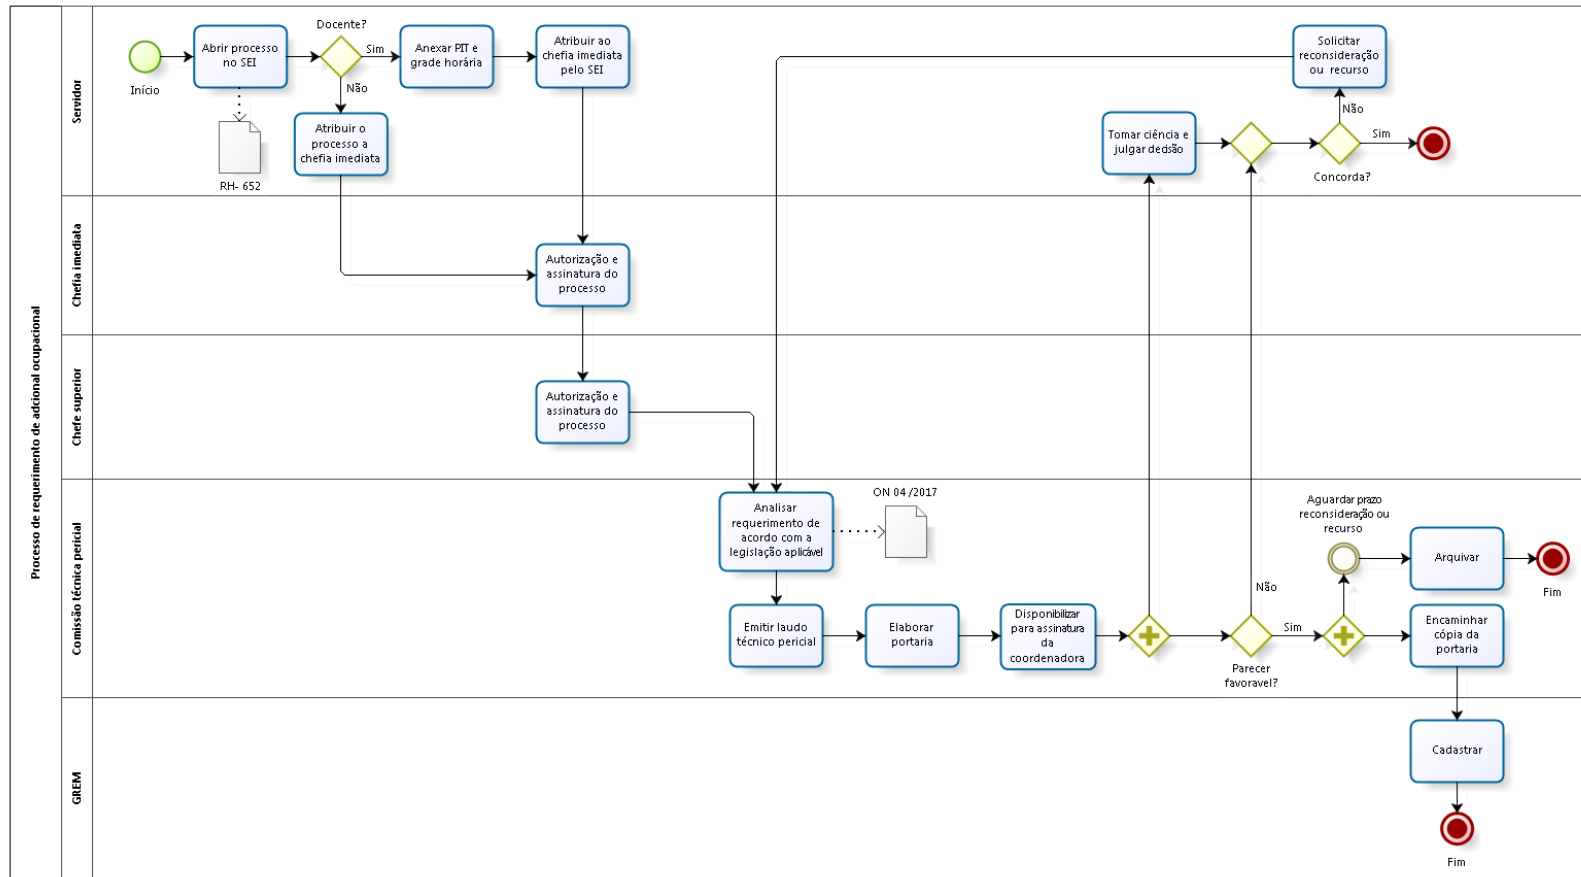 Processo de requerimento de adcional ocupacional
Servidor
Início
Abrir processo
no SEI
RH- 652
Docente?
Sim
Não
Anexar PIT e
grade horária
Atribuir ao
chefia imediata
pelo SEI
Atribuir o
processo a
chefia imediata
Solicitar
reconsideração
ou recurso
Tomar ciência e
julgar decisão
Não
Sim
Concorda?
Chefia imediata
Autorização e
assinatura do
processo
Chefe superior
Autorização e
assinatura do
processo
Comissão técnica pericial
Analisar
requerimento de
acordo com a
legislação aplicável
ON 04 /2017
Emitir laudo
técnico pericial
Elaborar
portaria
Disponibilizar
para assinatura
da
coordenadora
Não
Sim
Parecer
favoravel?
Aguardar prazo
reconsideração ou
recurso
Arquivar
Fim
Encaminhar
cópia da
portaria
GREM
Cadastrar
Fim